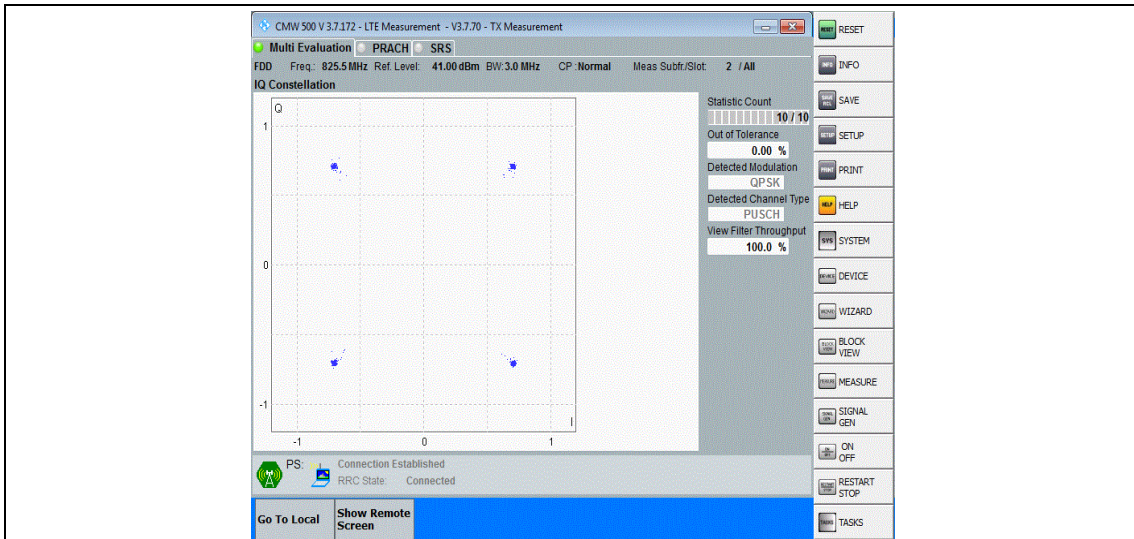 CMW 500 V 3.7.172 - LTE Measurement - V3.7.70 - TX Measurement
Multi Evaluation PRACH SRS
FDD Freq.: 825.5 MHz Ref. Level: 41.00 dBm BW: 3.0 MHz CP : Normal Meas Subfr./Slot: 2 / All
IQ Constellation
Q
1
0
-1
I
-1 0 1
Statistic Count
10 / 10
Out of Tolerance
0.00 %
Detected Modulation
QPSK
Detected Channel Type
PUSCH
View Filter Throughput
100.0 %
PS:
Connection Established
RRC State: Connected
Go To Local
Show Remote
Screen
RESET
INFO
SAVE
SETUP
PRINT
HELP
SYS SYSTEM
DEVICE
WIZARD
BLOCK
VIEW
MEASURE
SIGNAL
GEN
ON
OFF
RESTART
STOP
TASKS